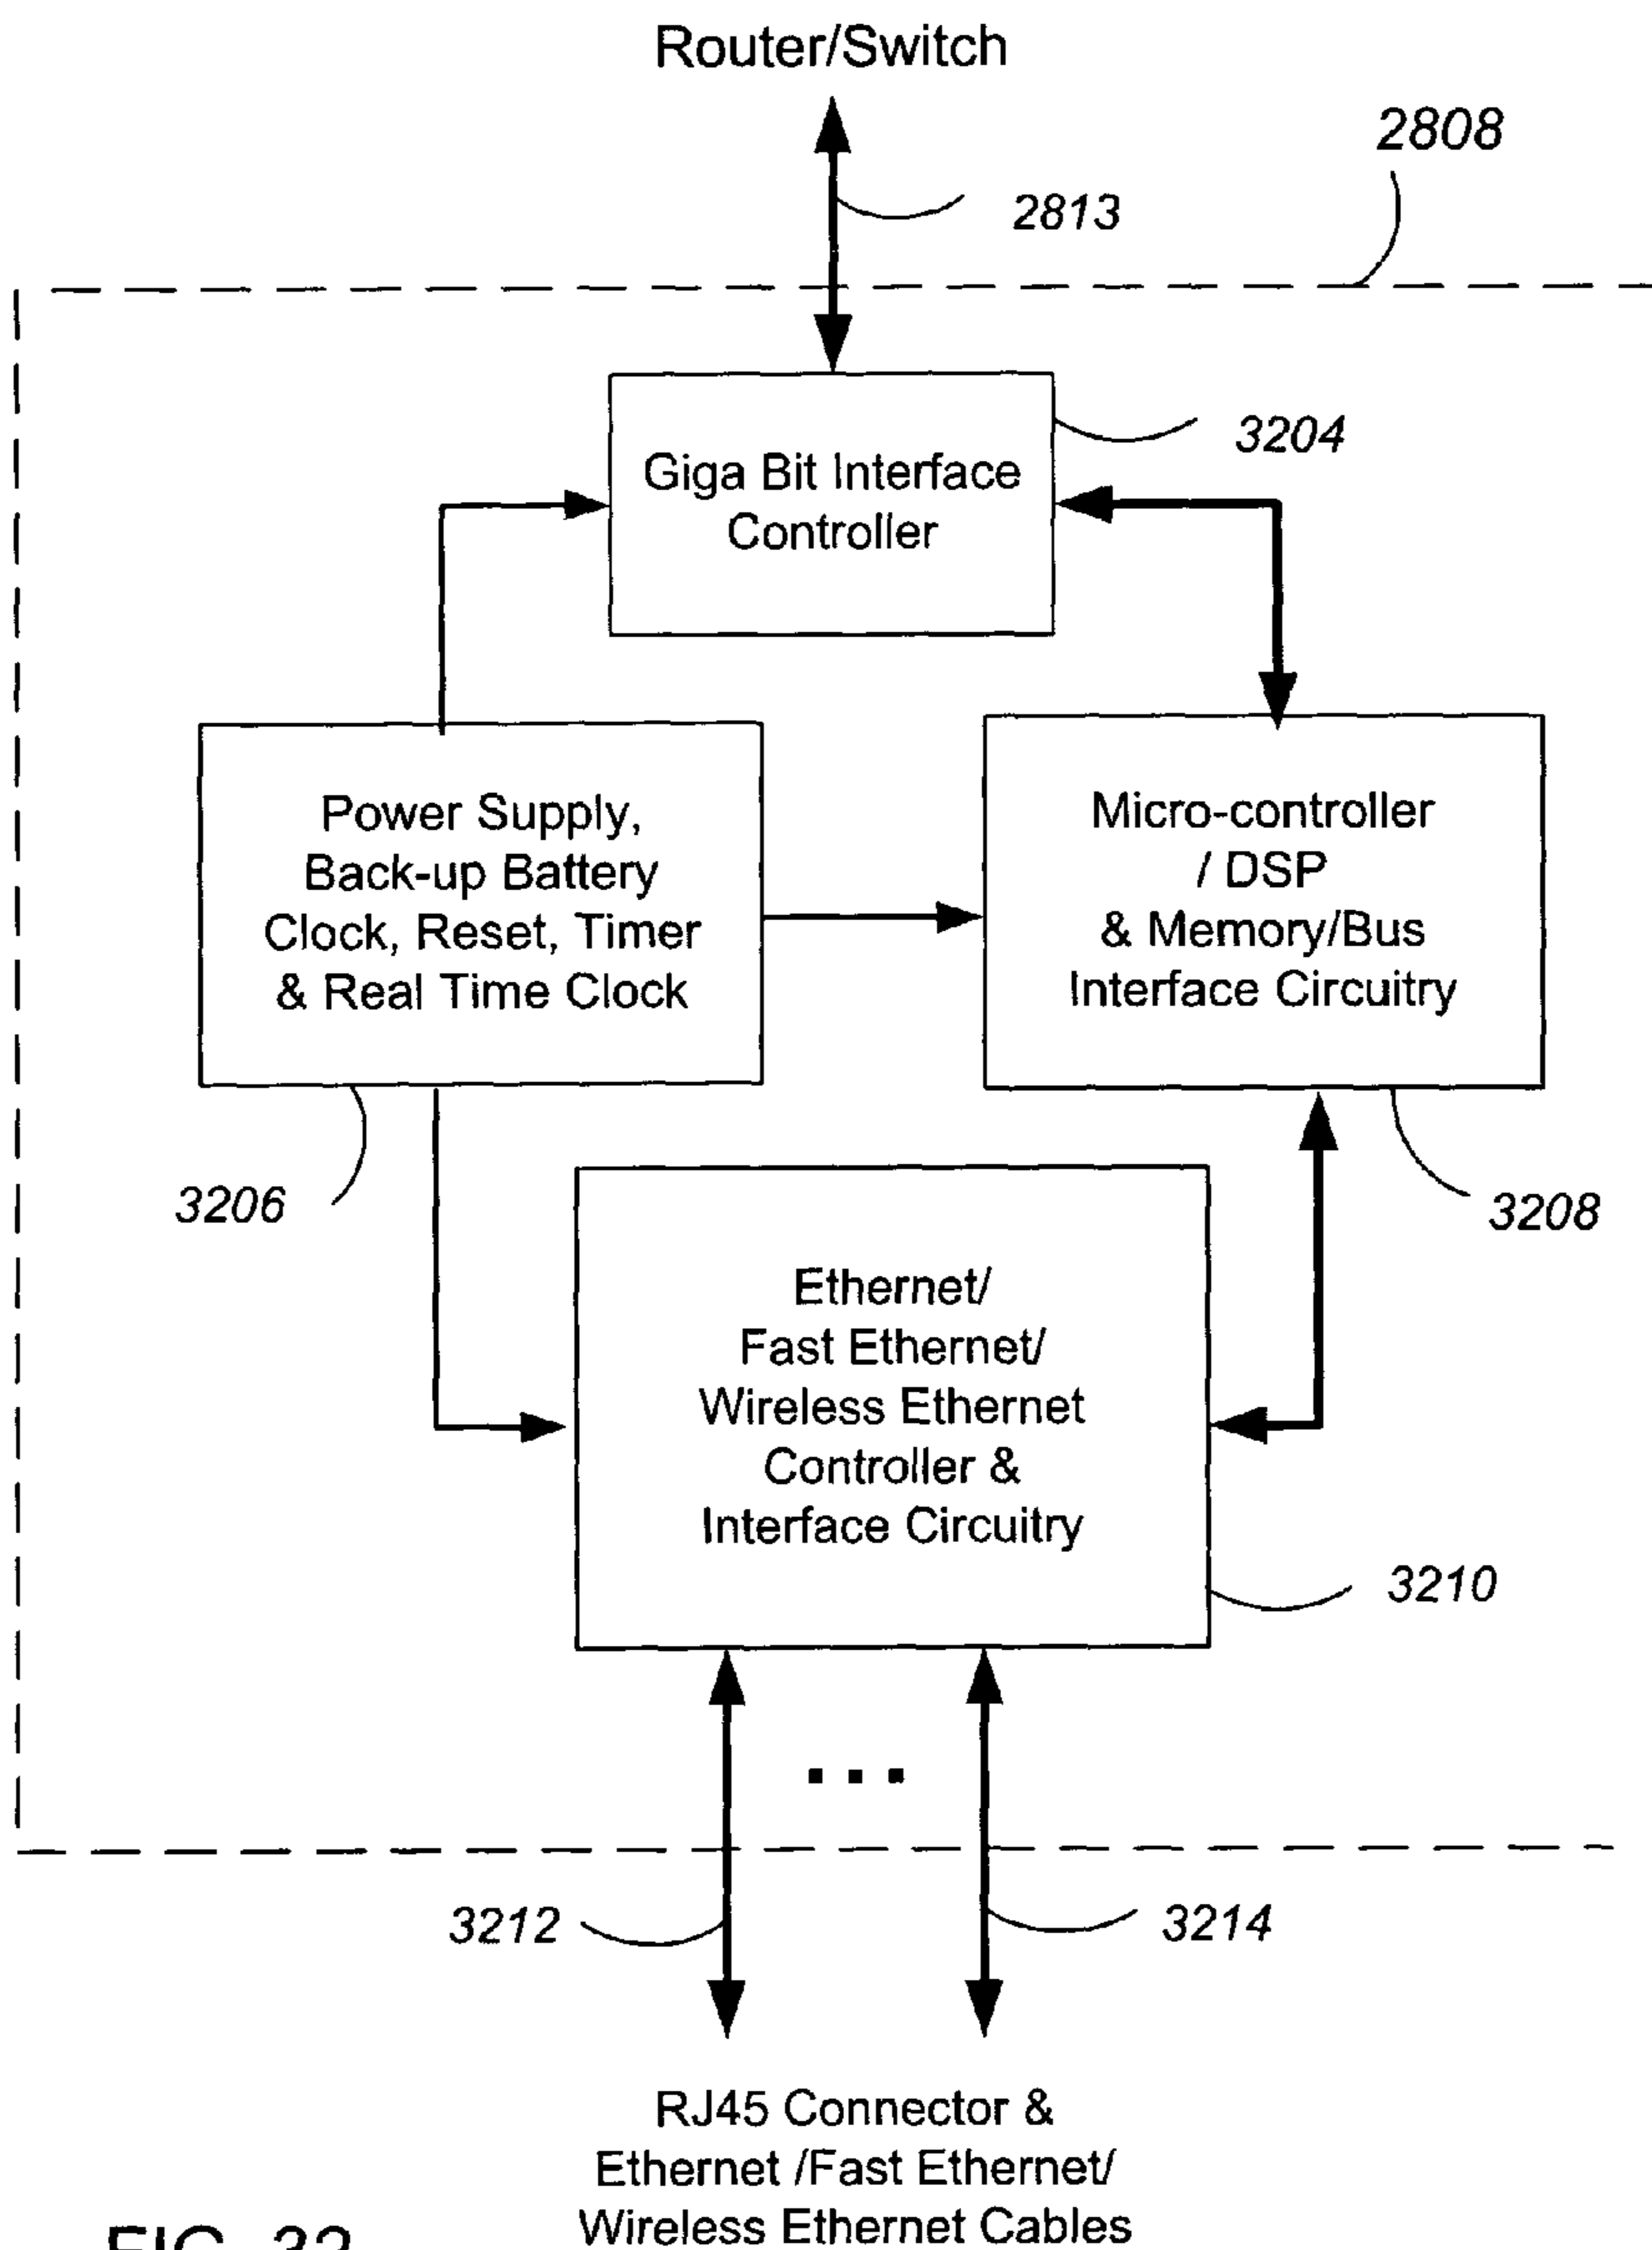 Router/Switch
2808
2813
3204
Giga Bit Interface
Controller
Power Supply,
Back-up Battery
Clock, Reset, Timer
& Real Time Clock
Micro-controller
/ DSP
& Memory/Bus
Interface Circuitry
3206
3208
Ethernet/
Fast Ethernet/
Wireless Ethernet
Controller &
Interface Circuitry
3210
3212
3214
RJ45 Connector &
Ethernet /Fast Ethernet/
Wireless Ethernet Cables
FIG. 32